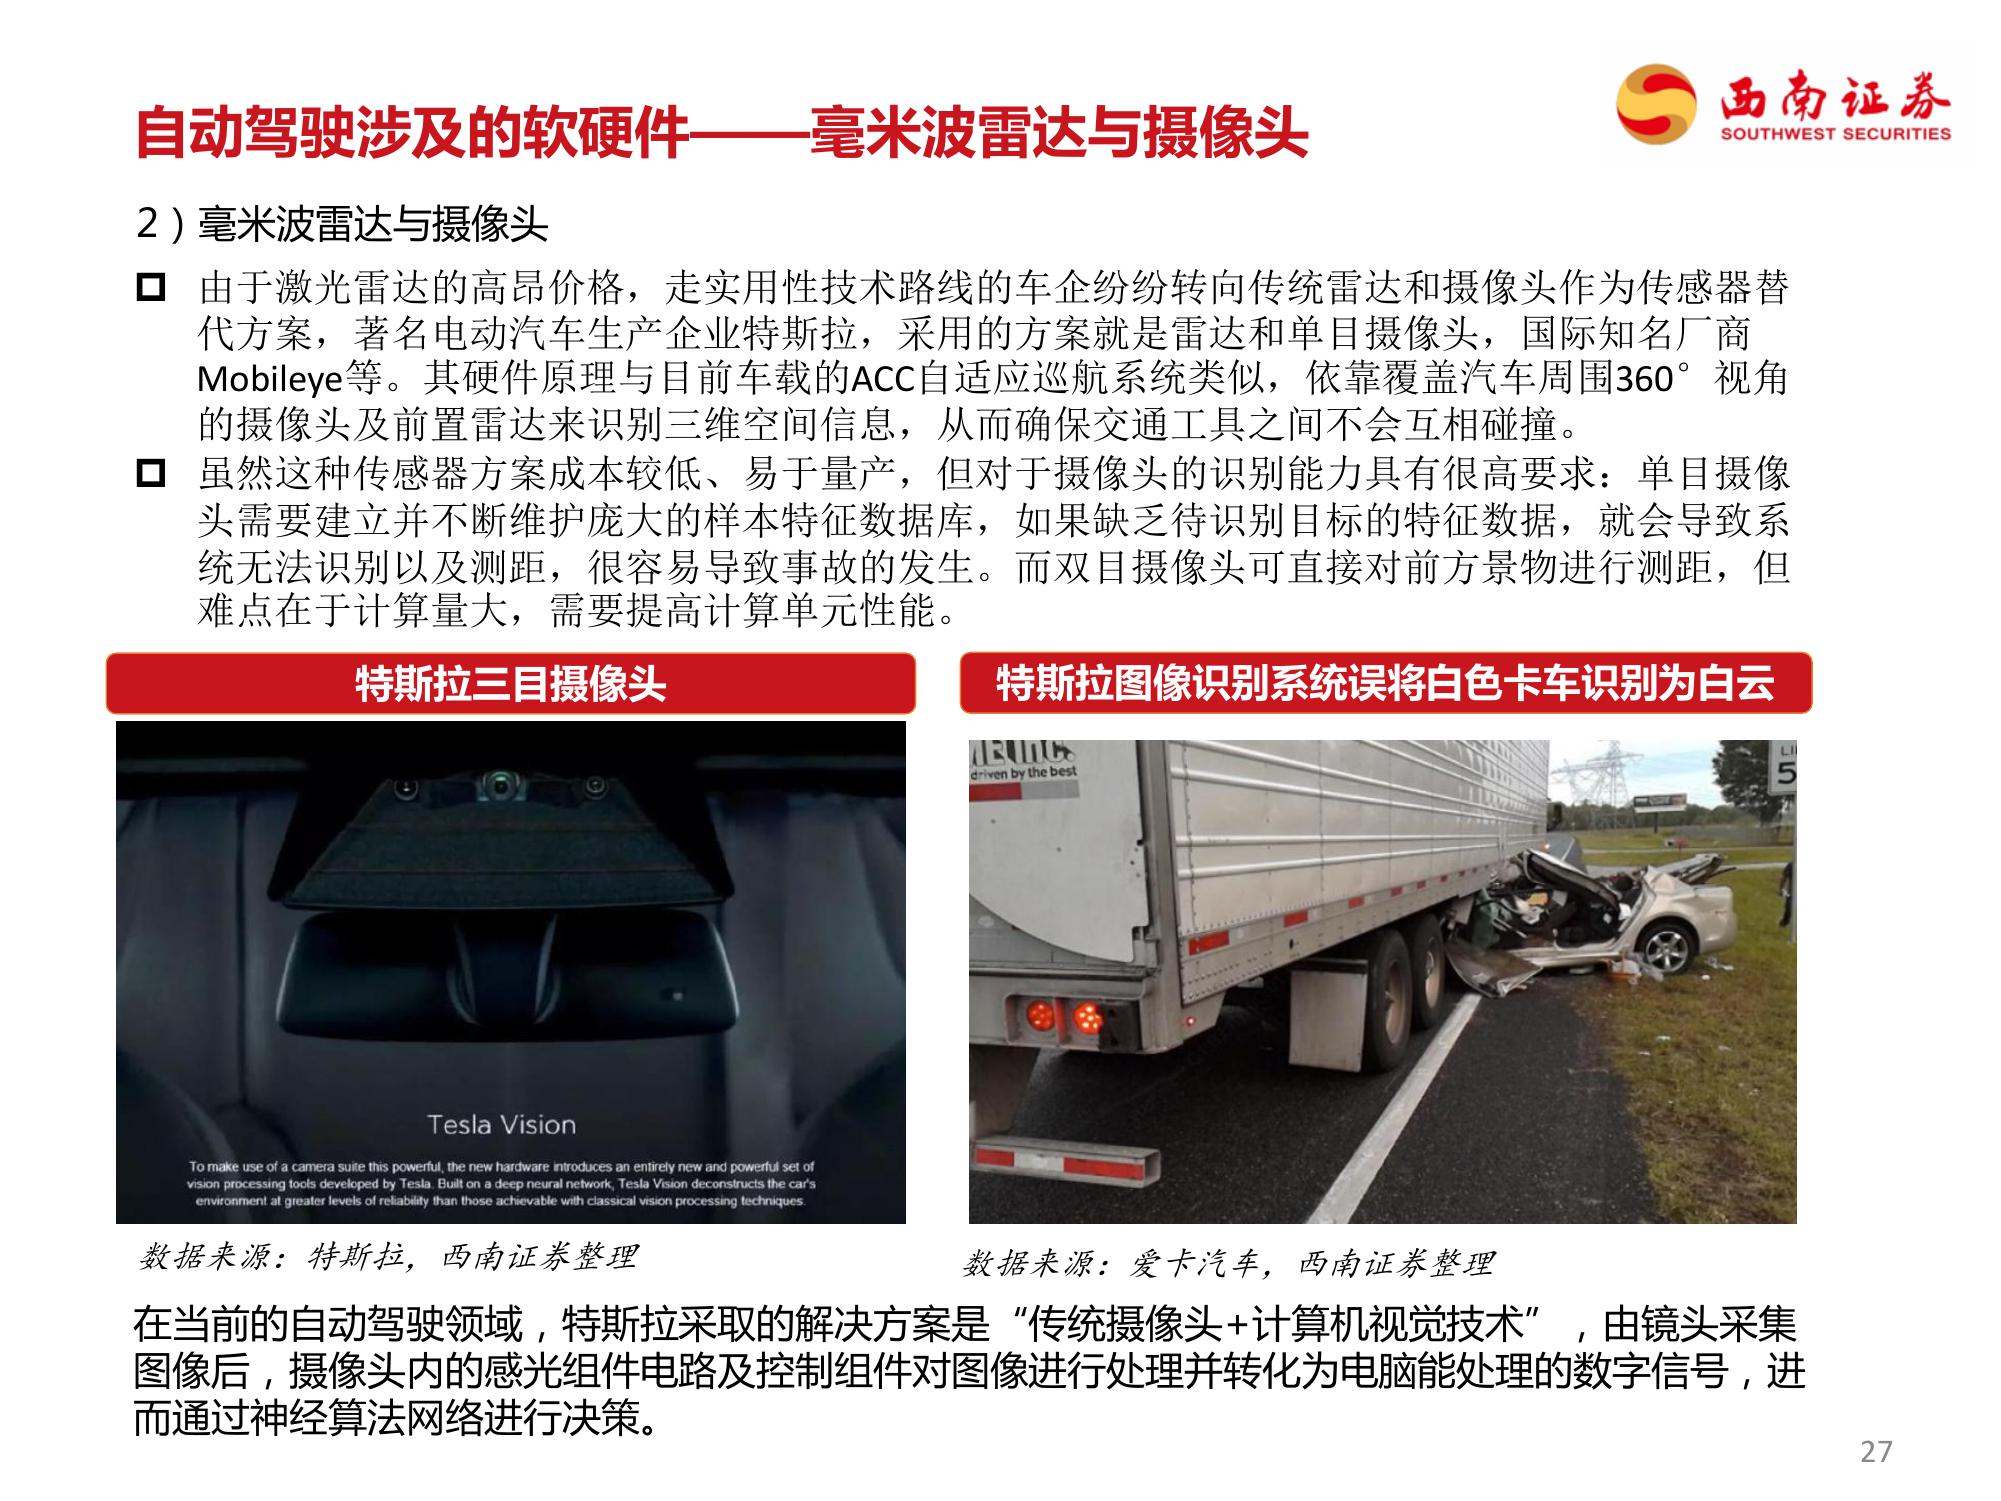 西南证券
SOUTHWEST SECURITIES
自动驾驶涉及的软硬件——毫米波雷达与摄像头
2）毫米波雷达与摄像头
由于激光雷达的高昂价格，走实用性技术路线的车企纷纷转向传统雷达和摄像头作为传感器替
代方案，著名电动汽车生产企业特斯拉，采用的方案就是雷达和单目摄像头，国际知名厂商
Mobileye等。其硬件原理与目前车载的ACC自适应巡航系统类似，依靠覆盖汽车周围360°视角
的摄像头及前置雷达来识别三维空间信息，从而确保交通工具之间不会互相碰撞。
虽然这种传感器方案成本较低、易于量产，但对于摄像头的识别能力具有很高要求：单目摄像
头需要建立并不断维护庞大的样本特征数据库，如果缺乏待识别目标的特征数据，就会导致系
统无法识别以及测距，很容易导致事故的发生。而双目摄像头可直接对前方景物进行测距，但
难点在于计算量大，需要提高计算单元性能。
特斯拉三目摄像头
Tesla Vision
To make use of a camera suite this powerful, the new hardware introduces an entirely new and powerful set of
vision processing tools developed by Tesla. Built on a deep neural network, Tesla Vision deconstructs the car's
environment at greater levels of reliability than those achievable with classical vision processing techniques.
数据来源：特斯拉，西南证券整理
特斯拉图像识别系统误将白色卡车识别为白云
INC.
driven by the best
LI
5
数据来源：爱卡汽车，西南证券整理
在当前的自动驾驶领域，特斯拉采取的解决方案是“传统摄像头+计算机视觉技术”，由镜头采集
图像后，摄像头内的感光组件电路及控制组件对图像进行处理并转化为电脑能处理的数字信号，进
而通过神经算法网络进行决策。
27